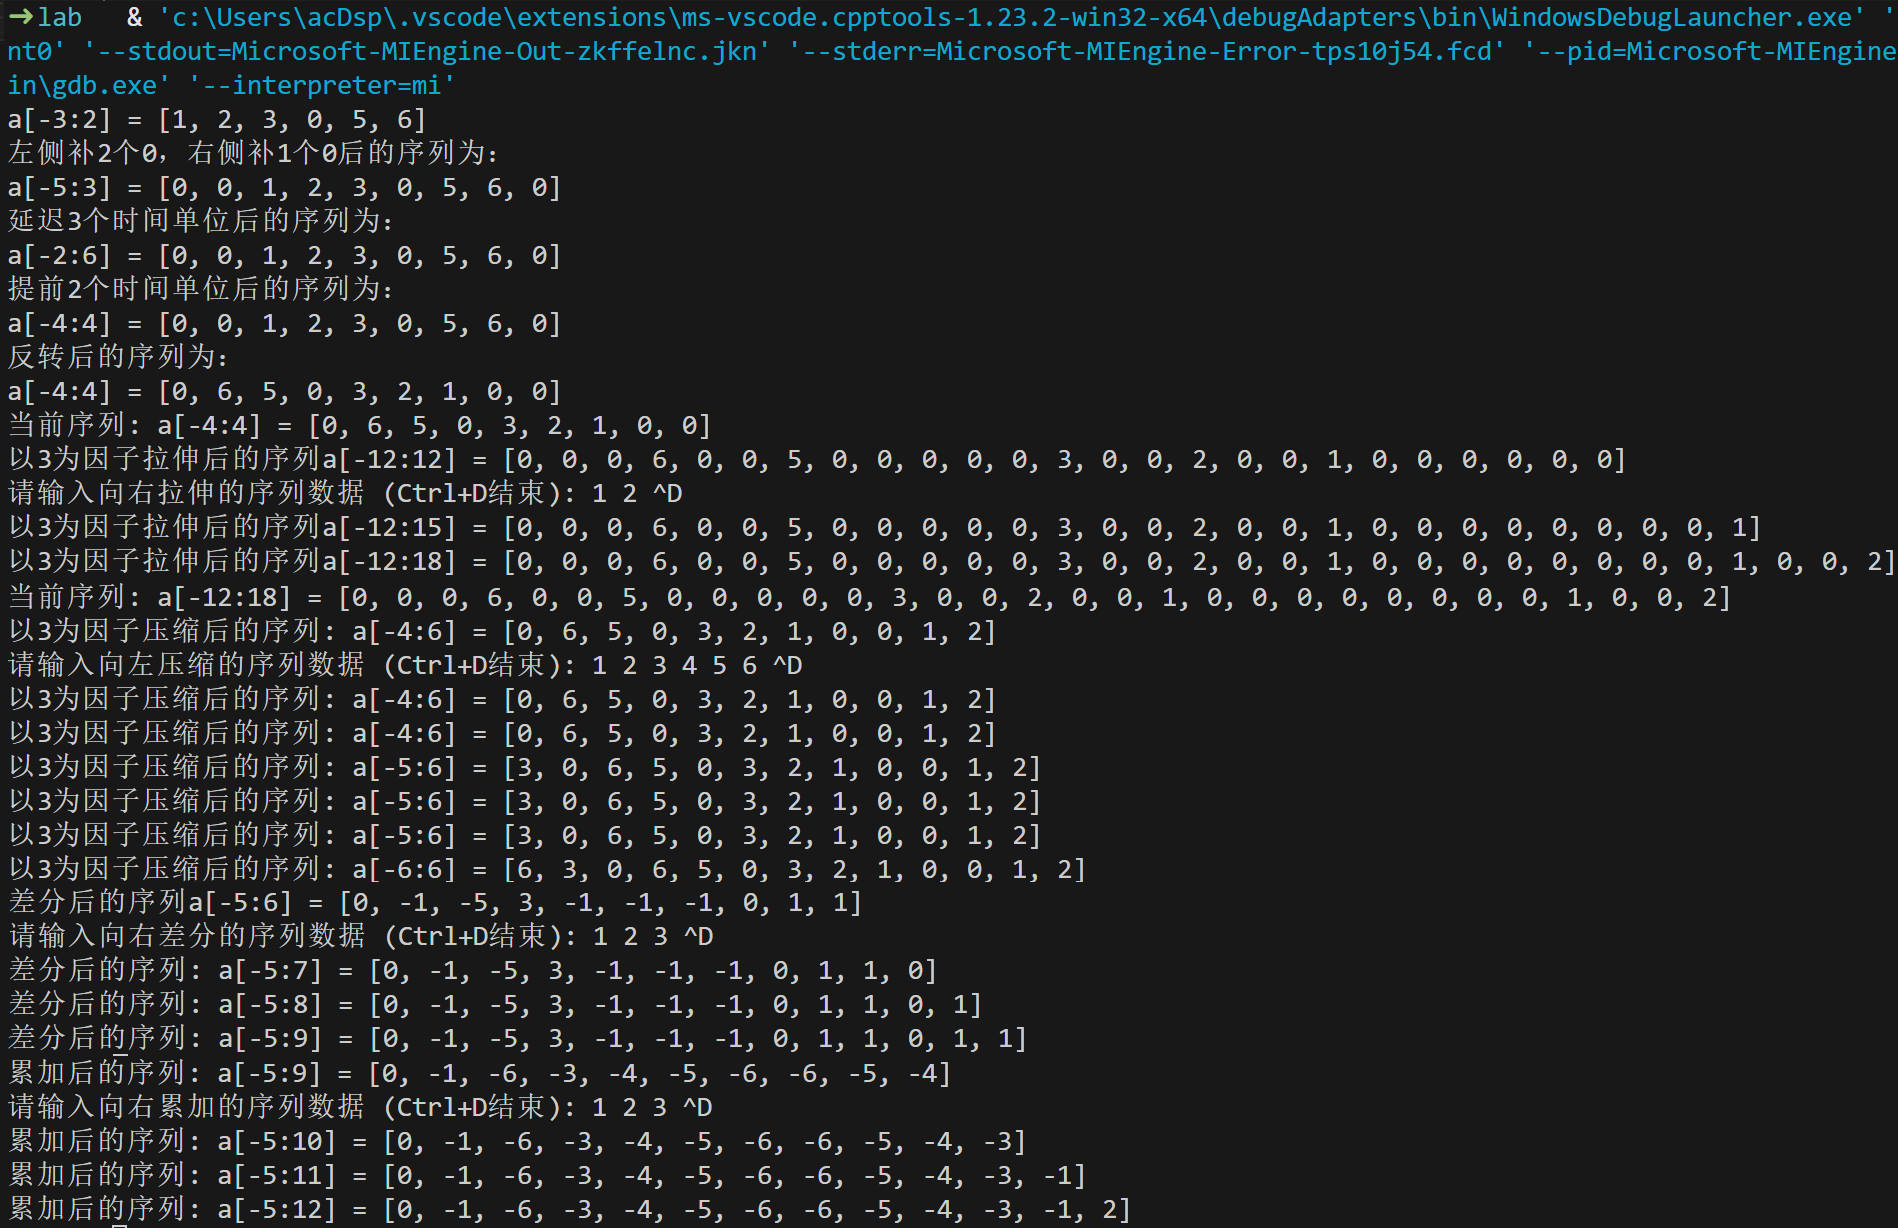 ➜lab   & 'c:\Users\acDsp\.vscode\extensions\ms-vscode.cpptools-1.23.2-win32-x64\debugAdapters\bin\WindowsDebugLauncher.exe' '
nt0' '--stdout=Microsoft-MIEngine-Out-zkffelnc.jkn' '--stderr=Microsoft-MIEngine-Error-tps10j54.fcd' '--pid=Microsoft-MIEngine
in\gdb.exe' '--interpreter=mi'
a[-3:2] = [1, 2, 3, 0, 5, 6]
左侧补2个0，右侧补1个0后的序列为:
a[-5:3] = [0, 0, 1, 2, 3, 0, 5, 6, 0]
延迟3个时间单位后的序列为:
a[-2:6] = [0, 0, 1, 2, 3, 0, 5, 6, 0]
提前2个时间单位后的序列为:
a[-4:4] = [0, 0, 1, 2, 3, 0, 5, 6, 0]
反转后的序列为:
a[-4:4] = [0, 6, 5, 0, 3, 2, 1, 0, 0]
当前序列: a[-4:4] = [0, 6, 5, 0, 3, 2, 1, 0, 0]
以3为因子拉伸后的序列a[-12:12] = [0, 0, 0, 6, 0, 0, 5, 0, 0, 0, 0, 0, 3, 0, 0, 2, 0, 0, 1, 0, 0, 0, 0, 0, 0]
请输入向右拉伸的序列数据 (Ctrl+D结束): 1 2 ^D
以3为因子拉伸后的序列a[-12:15] = [0, 0, 0, 6, 0, 0, 5, 0, 0, 0, 0, 0, 3, 0, 0, 2, 0, 0, 1, 0, 0, 0, 0, 0, 0, 0, 0, 1]
以3为因子拉伸后的序列a[-12:18] = [0, 0, 0, 6, 0, 0, 5, 0, 0, 0, 0, 0, 3, 0, 0, 2, 0, 0, 1, 0, 0, 0, 0, 0, 0, 0, 0, 1, 0, 0, 2]
当前序列: a[-12:18] = [0, 0, 0, 6, 0, 0, 5, 0, 0, 0, 0, 0, 3, 0, 0, 2, 0, 0, 1, 0, 0, 0, 0, 0, 0, 0, 0, 1, 0, 0, 2]
以3为因子压缩后的序列: a[-4:6] = [0, 6, 5, 0, 3, 2, 1, 0, 0, 1, 2]
请输入向左压缩的序列数据 (Ctrl+D结束): 1 2 3 4 5 6 ^D
以3为因子压缩后的序列: a[-4:6] = [0, 6, 5, 0, 3, 2, 1, 0, 0, 1, 2]
以3为因子压缩后的序列: a[-4:6] = [0, 6, 5, 0, 3, 2, 1, 0, 0, 1, 2]
以3为因子压缩后的序列: a[-5:6] = [3, 0, 6, 5, 0, 3, 2, 1, 0, 0, 1, 2]
以3为因子压缩后的序列: a[-5:6] = [3, 0, 6, 5, 0, 3, 2, 1, 0, 0, 1, 2]
以3为因子压缩后的序列: a[-5:6] = [3, 0, 6, 5, 0, 3, 2, 1, 0, 0, 1, 2]
以3为因子压缩后的序列: a[-6:6] = [6, 3, 0, 6, 5, 0, 3, 2, 1, 0, 0, 1, 2]
差分后的序列a[-5:6] = [0, -1, -5, 3, -1, -1, -1, 0, 1, 1]
请输入向右差分的序列数据 (Ctrl+D结束): 1 2 3 ^D
差分后的序列: a[-5:7] = [0, -1, -5, 3, -1, -1, -1, 0, 1, 1, 0]
差分后的序列: a[-5:8] = [0, -1, -5, 3, -1, -1, -1, 0, 1, 1, 0, 1]
差分后的序列: a[-5:9] = [0, -1, -5, 3, -1, -1, -1, 0, 1, 1, 0, 1, 1]
累加后的序列: a[-5:9] = [0, -1, -6, -3, -4, -5, -6, -6, -5, -4]
请输入向右累加的序列数据 (Ctrl+D结束): 1 2 3 ^D
累加后的序列: a[-5:10] = [0, -1, -6, -3, -4, -5, -6, -6, -5, -4, -3]
累加后的序列: a[-5:11] = [0, -1, -6, -3, -4, -5, -6, -6, -5, -4, -3, -1]
累加后的序列: a[-5:12] = [0, -1, -6, -3, -4, -5, -6, -6, -5, -4, -3, -1, 2]